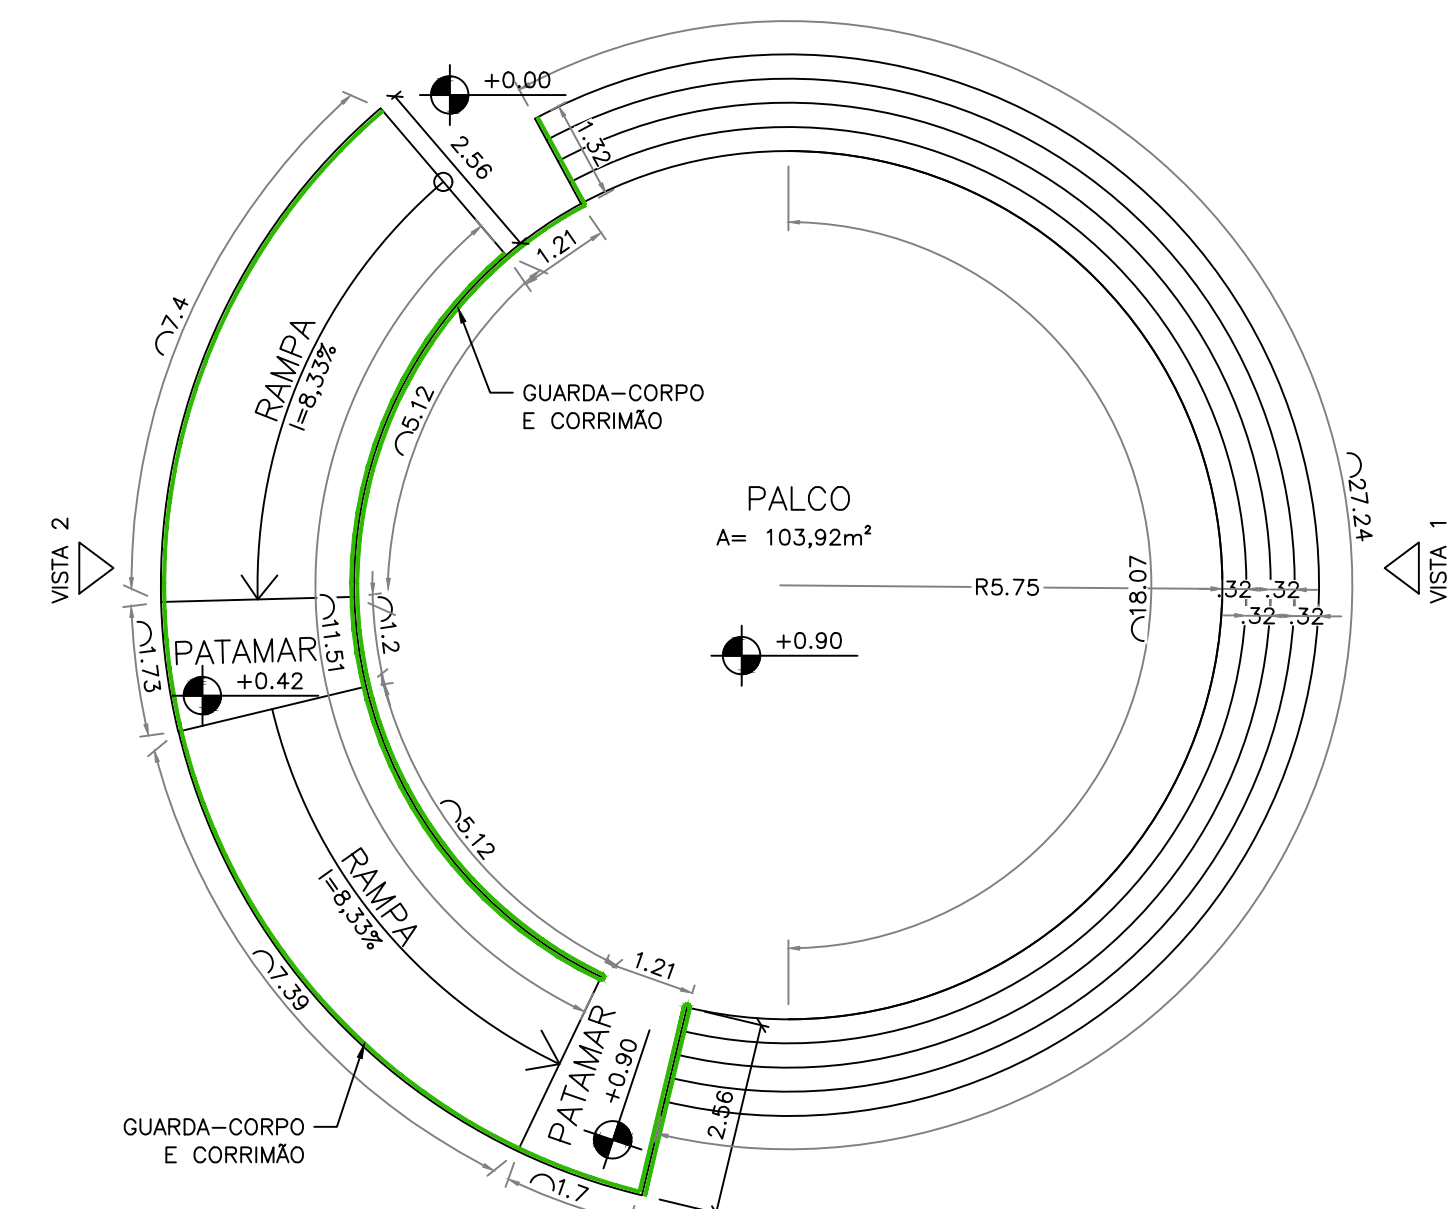 +0.00
2.56
1.32
1.21
7.4
RAMPA
I=8,33%
5.12
GUARDA-CORPO
E CORRIMÃO
PALCO
A= 103,92m²
27.24
VISTA 2
VISTA 1
R5.75
18.07
.32
.32
.32
.32
+0.90
1.73
PATAMAR
+0.42
11.51
1.2
5.12
RAMPA
I=8,33%
7.39
1.21
PATAMAR
+0.90
2.56
GUARDA-CORPO
E CORRIMÃO
1.7